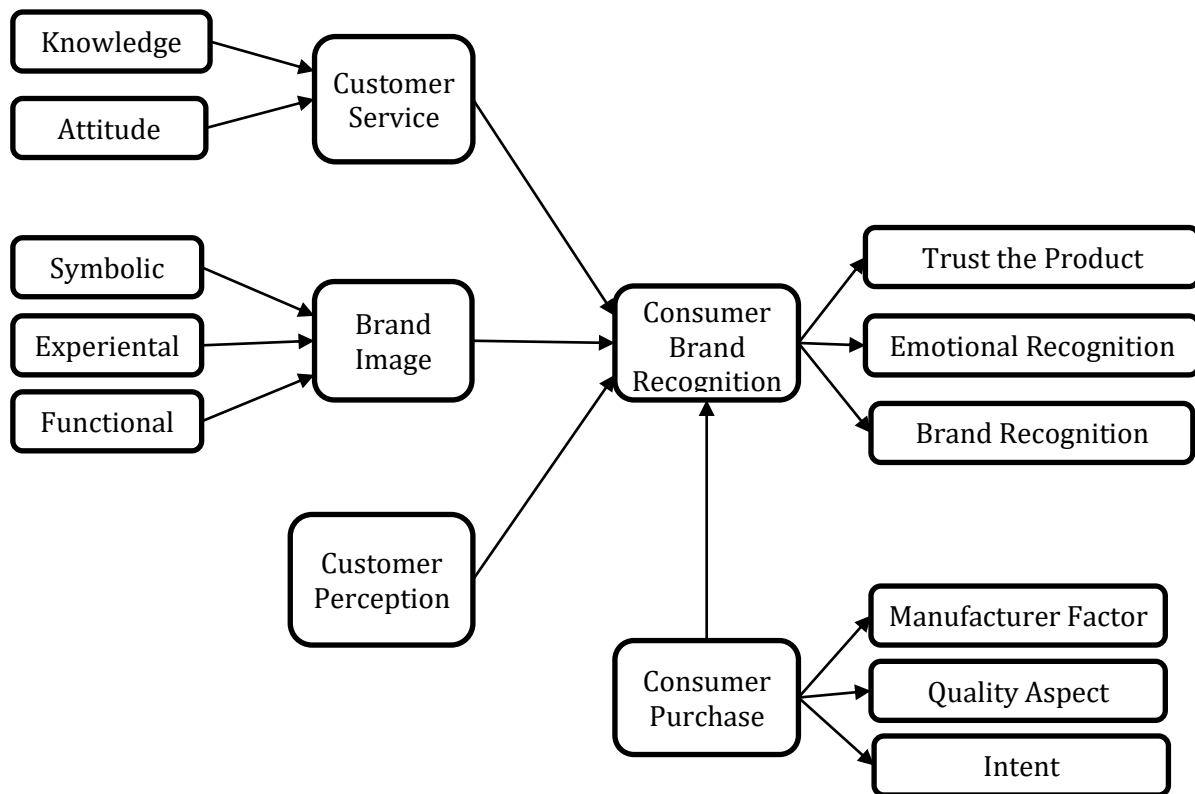 Knowledge
Attitude
Customer
Service
Symbolic
Experiental
Functional
Brand
Image
Customer
Perception
Consumer
Brand
Recognition
Trust the Product
Emotional Recognition
Brand Recognition
Consumer
Purchase
Manufacturer Factor
Quality Aspect
Intent